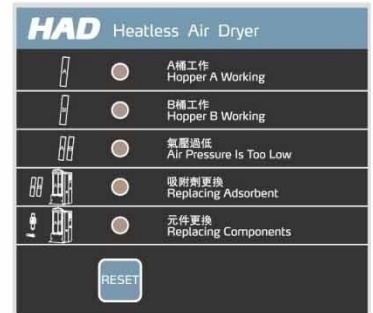 HAD Heatless Air Dryer
A桶工作
Hopper A Working
B桶工作
Hopper B Working
氣壓過低
Air Pressure Is Too Low
吸附劑更換
Replacing Adsorbent
元件更換
Replacing Components
RESET